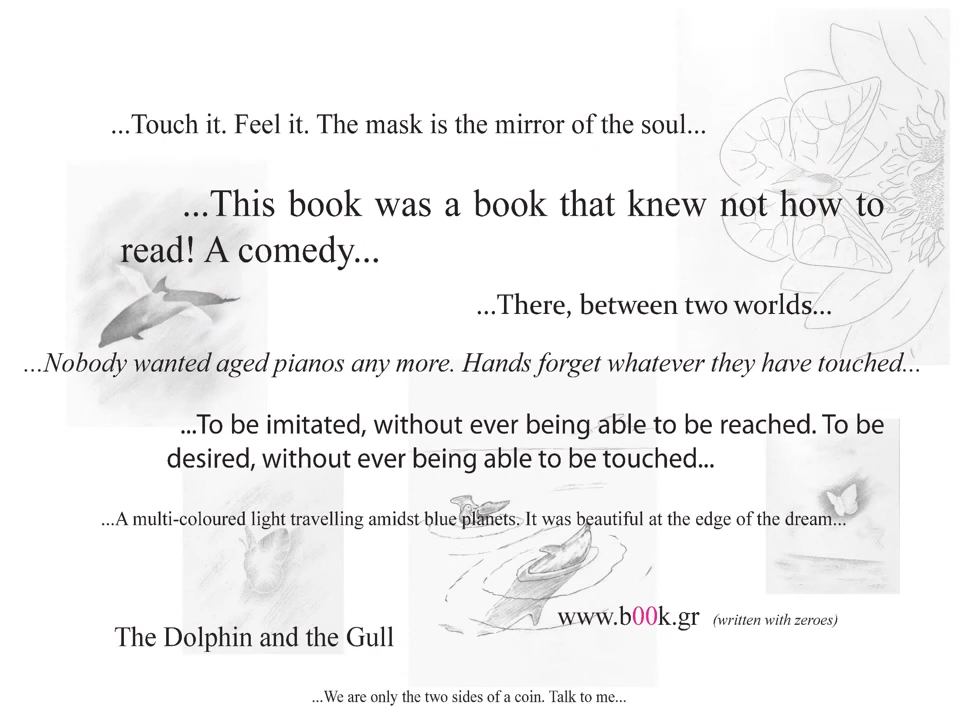 ...Touch it. Feel it. The mask is the mirror of the soul...
...This book was a book that knew not how to
read! A comedy...
...There, between two worlds...
...Nobody wanted aged pianos any more. Hands forget whatever they have touched...
...To be imitated, without ever being able to be reached. To be
desired, without ever being able to be touched...
...A multi-coloured light travelling amidst blue planets. It was beautiful at the edge of the dream...
www.b00k.gr (written with zeroes)
The Dolphin and the Gull
...We are only the two sides of a coin. Talk to me...